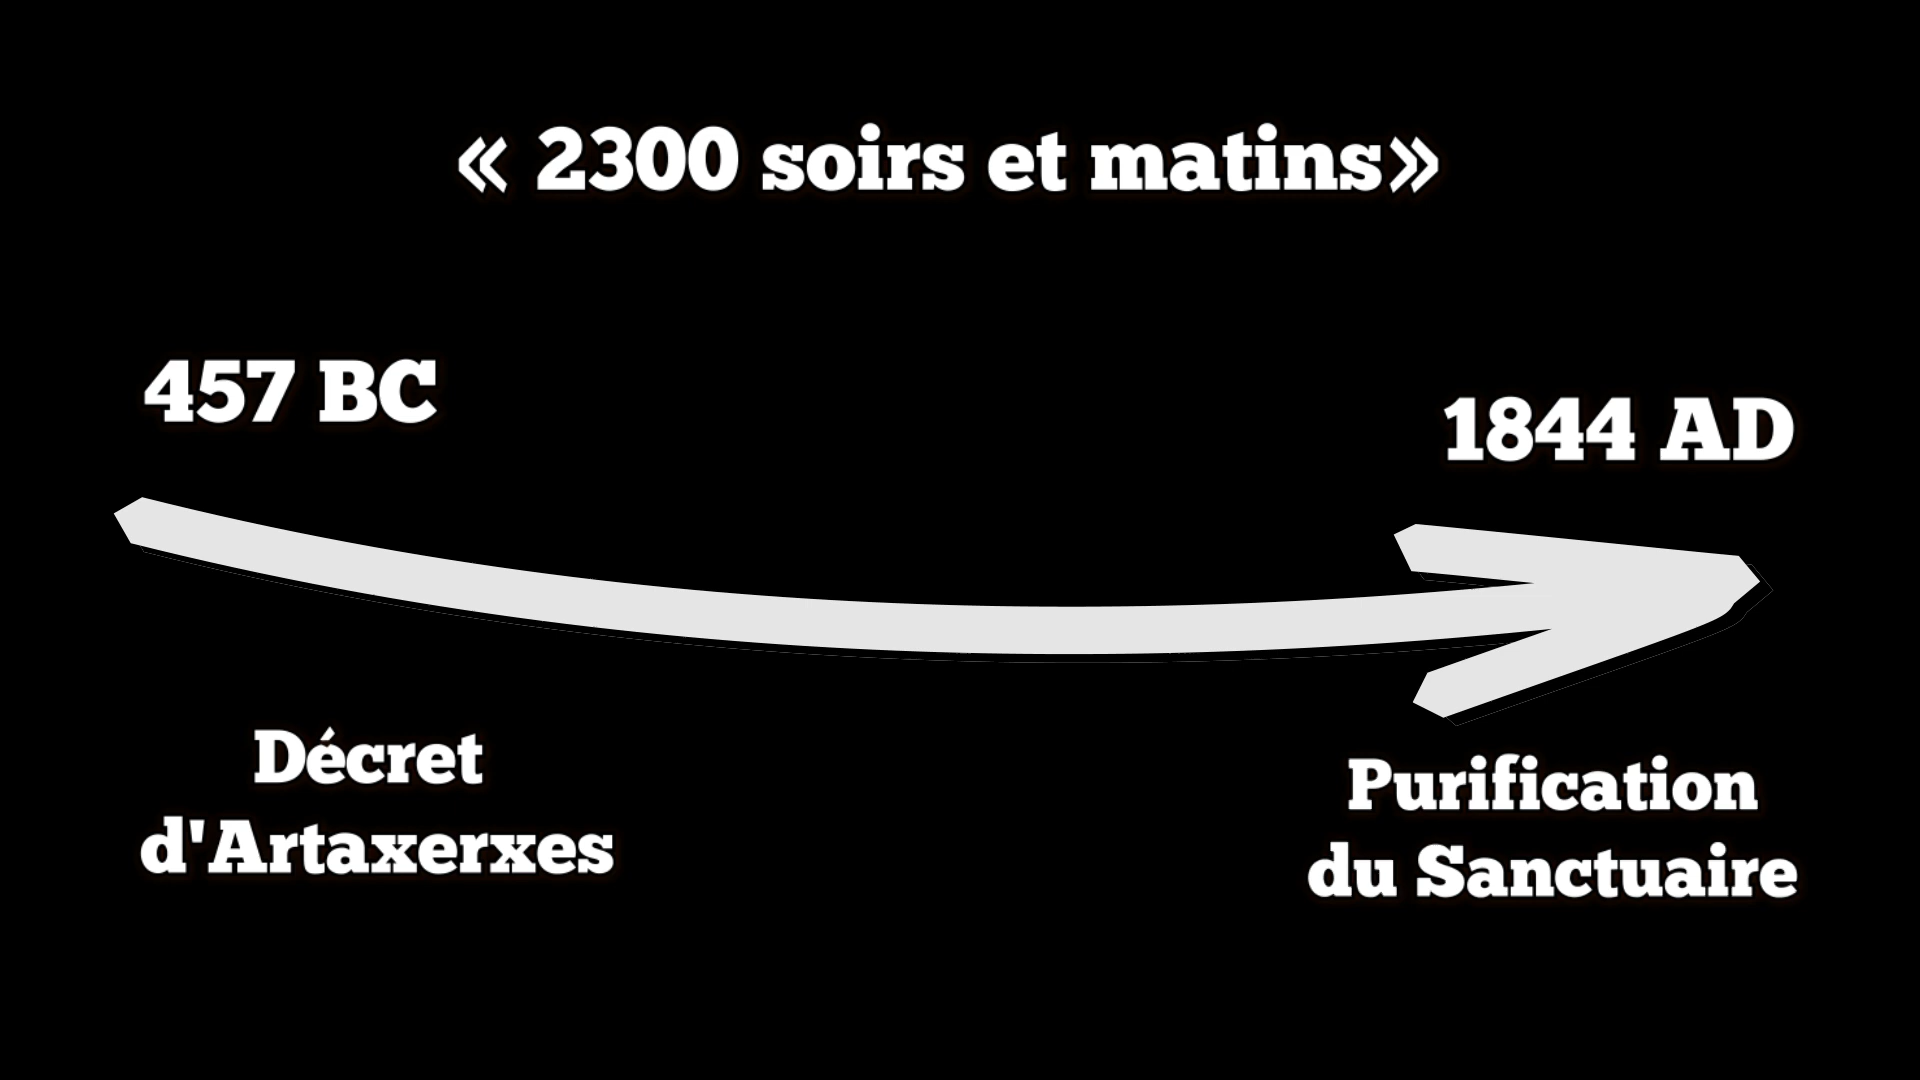 « 2300 soirs et matins»
457 BC
1844 AD
Décret
d'Artaxerxes
Purification
du Sanctuaire